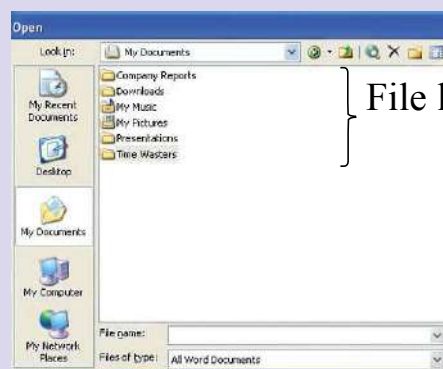 Open
Look in: My Documents
My Recent Documents
Desktop
My Documents
My Computer
My Network Places
Company Reports
Downloads
My Music
My Pictures
Presentations
Time Wasters
File
File name:
Files of type: All Word Documents